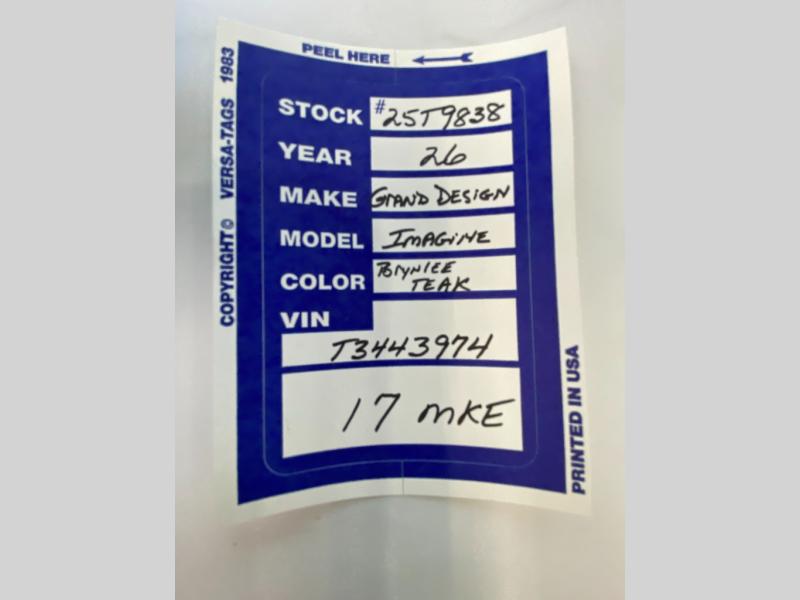 PEEL HERE
COPYRIGHT © VERSA-TAGS 1983
STOCK #25T9838
YEAR 26
MAKE GRAND DESIGN
MODEL IMAGINE
COLOR
TEAK
VIN
T3443974
17 MKE
PRINTED IN USA